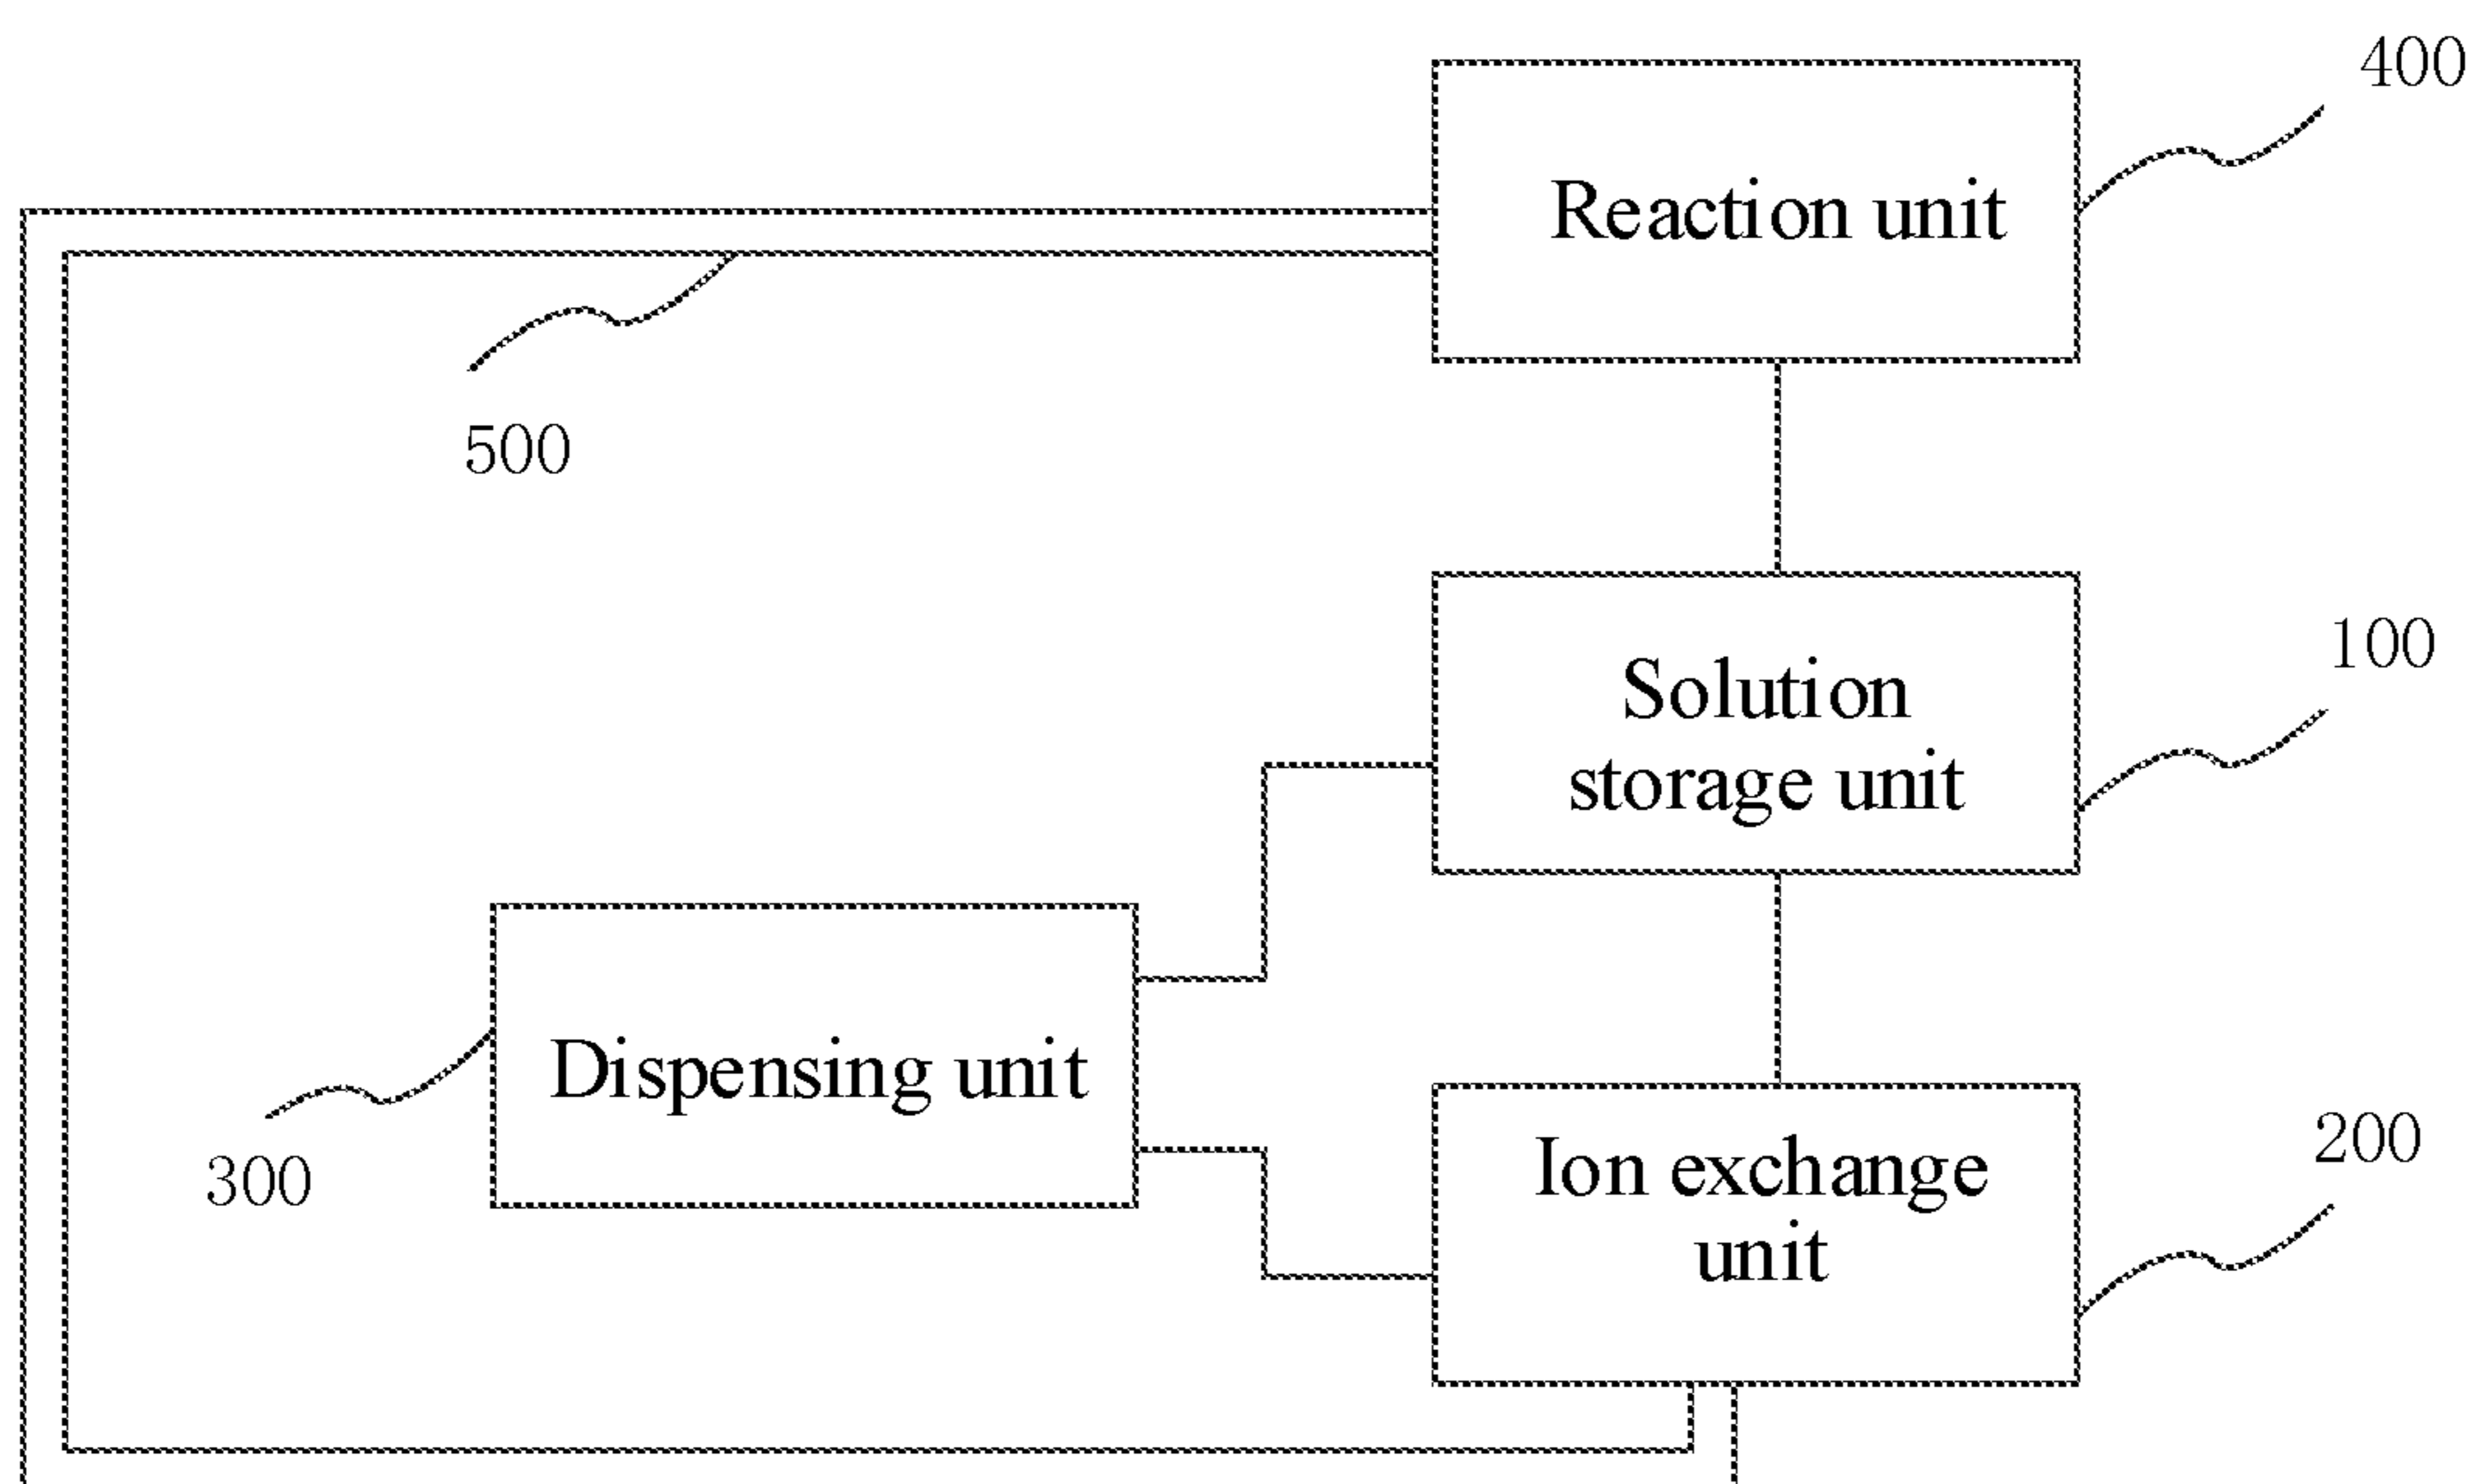 400
Reaction unit
500
100
Solution
storage unit
Dispensing unit
300
200
Ion exchange
unit